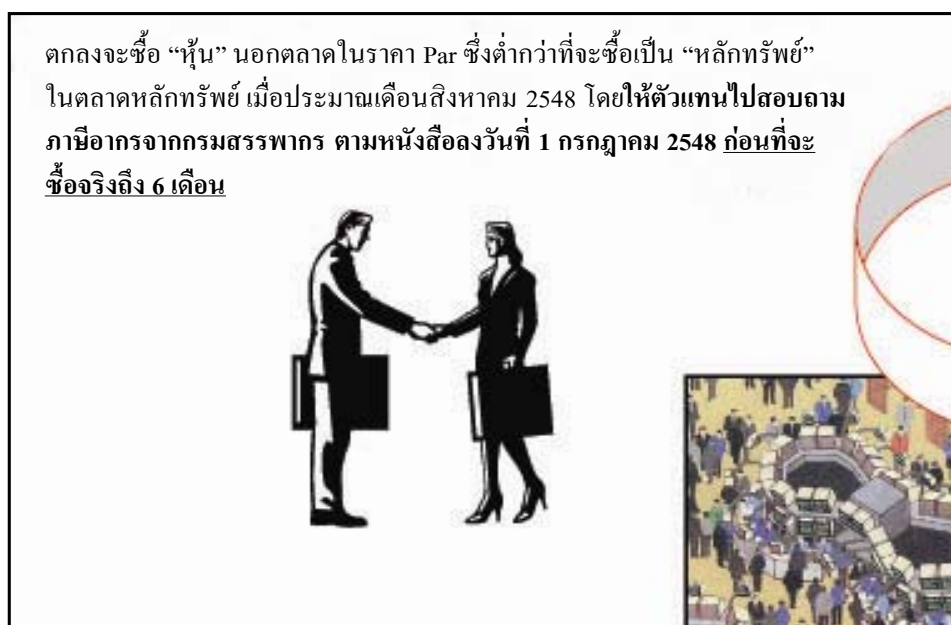 ตกลงจะซื้อ “หุ้น” นอกตลาดในราคา Par ซึ่งต่ำกว่าที่จะซื้อเป็น “หลักทรัพย์”
ในตลาดหลักทรัพย์ เมื่อประมาณเดือนสิงหาคม 2548 โดยให้ตัวแทนไปสอบถาม
ภาษีอากรจากกรมสรรพากร ตามหนังสือลงวันที่ 1 กรกฎาคม 2548 ก่อนที่จะ
ซื้อจริงถึง 6 เดือน